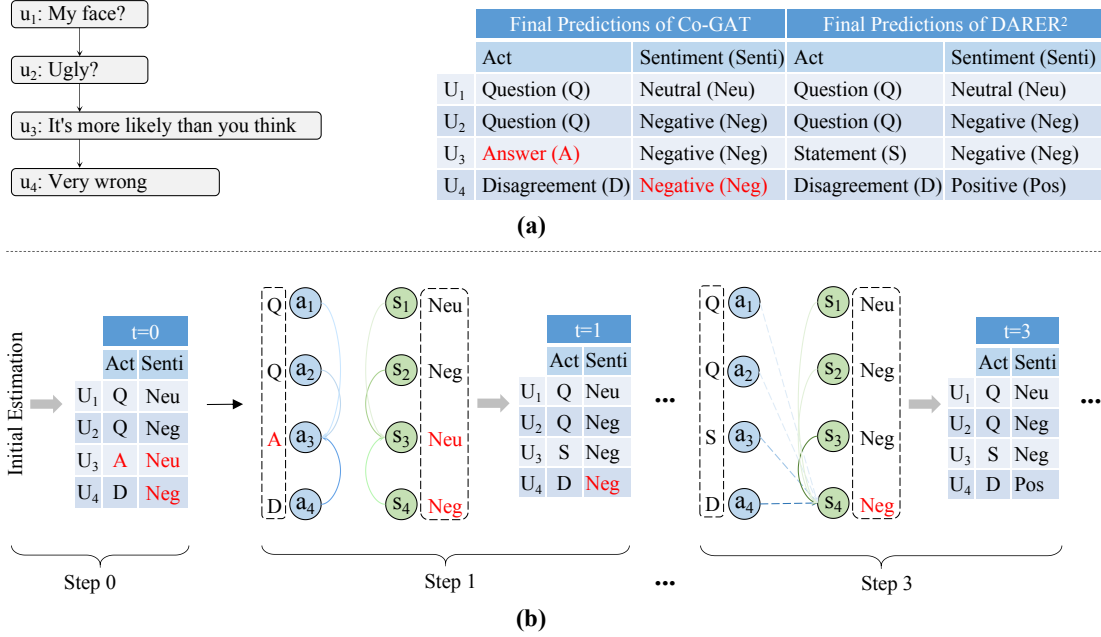 u1: My face?
u2: Ugly?
u3: It's more likely than you think
u4: Very wrong
Final Predictions of Co-GAT Final Predictions of DARER²
Act Sentiment (Senti) Act Sentiment (Senti)
U1 Question (Q) Neutral (Neu) Question (Q) Neutral (Neu)
U2 Question (Q) Negative (Neg) Question (Q) Negative (Neg)
U3 Answer (A) Negative (Neg) Statement (S) Negative (Neg)
U4 Disagreement (D) Negative (Neg) Disagreement (D) Positive (Pos)
(a)
Initial Estimation
t=0
Act Senti
U1 Q Neu
U2 Q Neg
U3 A Neu
U4 D Neg
Step 0
Q a1 s1 Neu
Q a2 s2 Neg
A a3 s3 Neu
D a4 s4 Neg
t=1
Act Senti
U1 Q Neu
U2 Q Neg
U3 S Neg
U4 D Neg
Step 1
...
...
Q a1 s1 Neu
Q a2 s2 Neg
S a3 s3 Neg
D a4 s4 Neg
t=3
Act Senti
U1 Q Neu
U2 Q Neg
U3 S Neg
U4 D Pos
...
Step 3
(b)